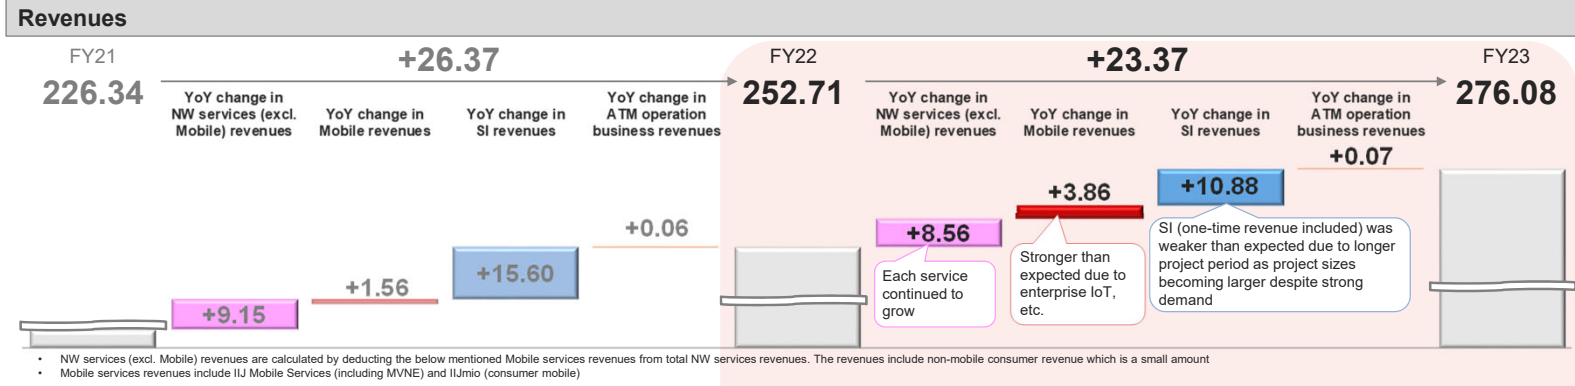 Revenues
FY21
226.34
+26.37
YoY change in
NW services (excl.
Mobile) revenues
YoY change in
Mobile revenues
YoY change in
SI revenues
YoY change in
ATM operation
business revenues
+9.15
+1.56
+15.60
+0.06
FY22
252.71
+23.37
YoY change in
NW services (excl.
Mobile) revenues
YoY change in
Mobile revenues
YoY change in
SI revenues
YoY change in
ATM operation
business revenues
+8.56
+3.86
+10.88
+0.07
Each service
continued to
grow
Stronger than
expected due to
enterprise IoT,
etc.
SI (one-time revenue included) was
weaker than expected due to longer
project period as project sizes
becoming larger despite strong
demand
FY23
276.08
• NW services (excl. Mobile) revenues are calculated by deducting the below mentioned Mobile services revenues from total NW services revenues. The revenues include non-mobile consumer revenue which is a small amount
• Mobile services revenues include IIJ Mobile Services (including MVNE) and IIJmio (consumer mobile)